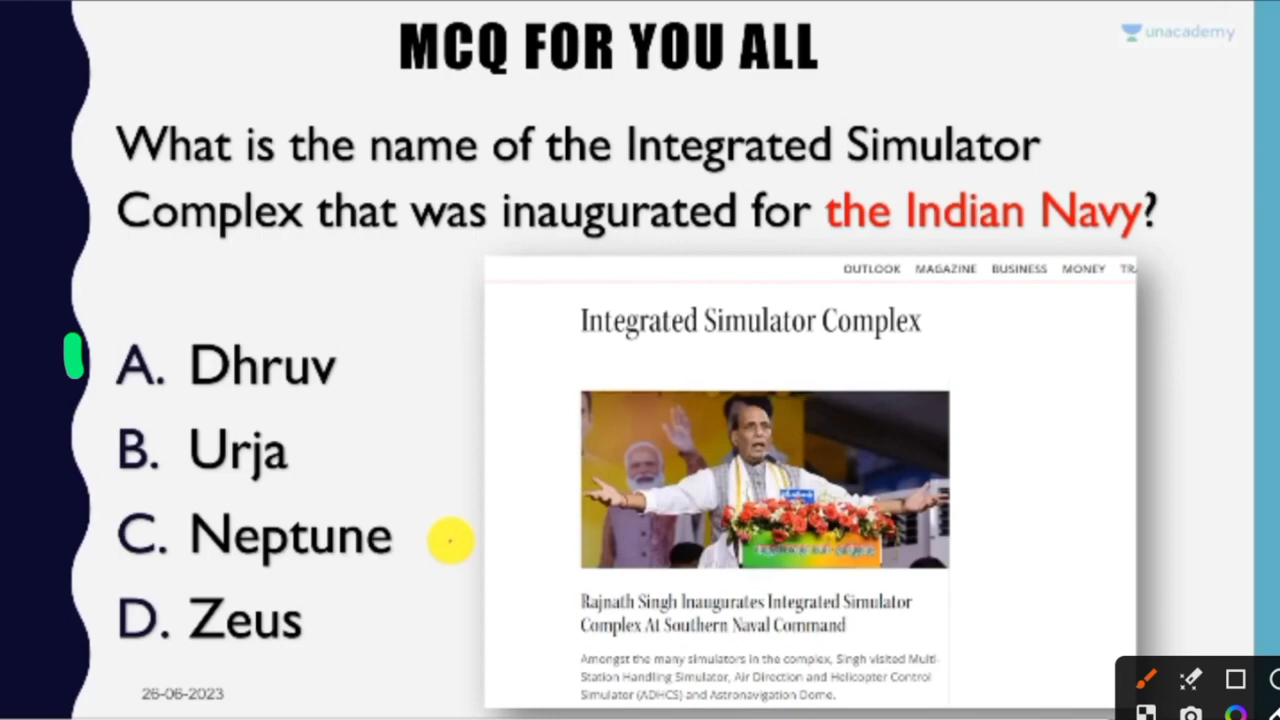 MCQ FOR YOU ALL
unacademy
What is the name of the Integrated Simulator
Complex that was inaugurated for the Indian Navy?
OUTLOOK MAGAZINE BUSINESS MONEY TRA
Integrated Simulator Complex
A. Dhruv
B. Urja
C. Neptune
D. Zeus
Rajnath Singh Inaugurates Integrated Simulator
Complex At Southern Naval Command
Amongst the many simulators in the complex, Singh visited Multi-
Station Handling Simulator, Air Direction and Helicopter Control
Simulator (ADHCS) and Astronavigation Dome.
26-06-2023